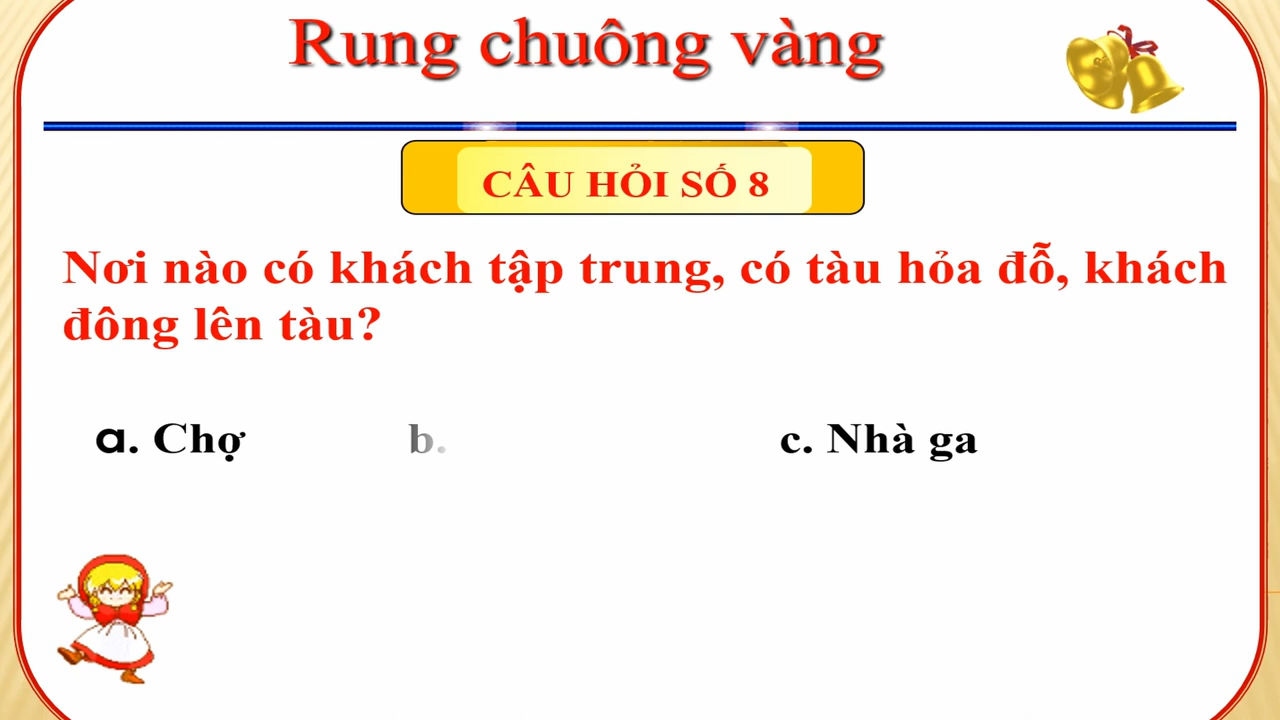 Rung chuông vàng
CÂU HỎI SỐ 8
Nơi nào có khách tập trung, có tàu hỏa đỗ, khách
đông lên tàu?
a. Chợ b. c. Nhà ga